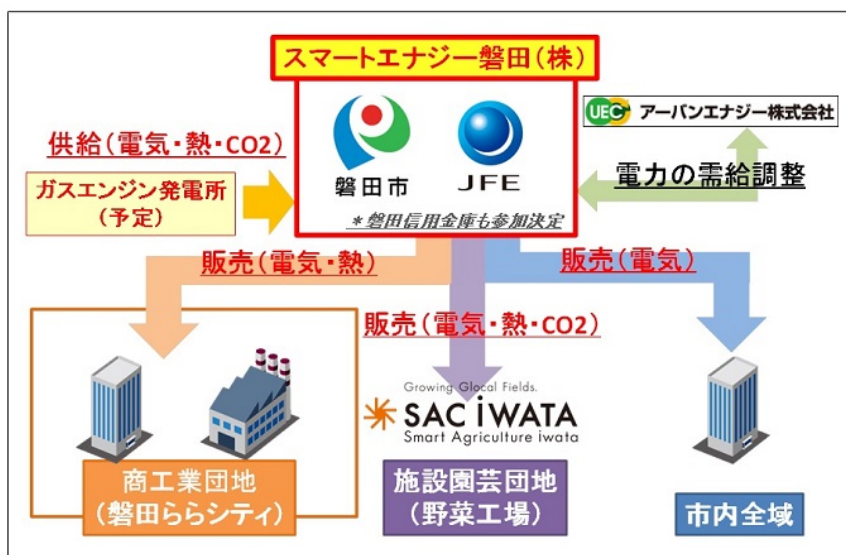 スマートエナジー磐田(株)
UEC アーバンエナジー株式会社
供給(電気・熱・CO2)
ガスエンジン発電所
(予定)
磐田市
JFE
*磐田信用金庫も参加決定
電力の需給調整
販売(電気・熱)
販売(電気)
販売(電気・熱・CO2)
Growing Glocal Fields.
SAC iWATA
Smart Agriculture iwata
商工業団地
(磐田ららシティ)
施設園芸団地
(野菜工場)
市内全域